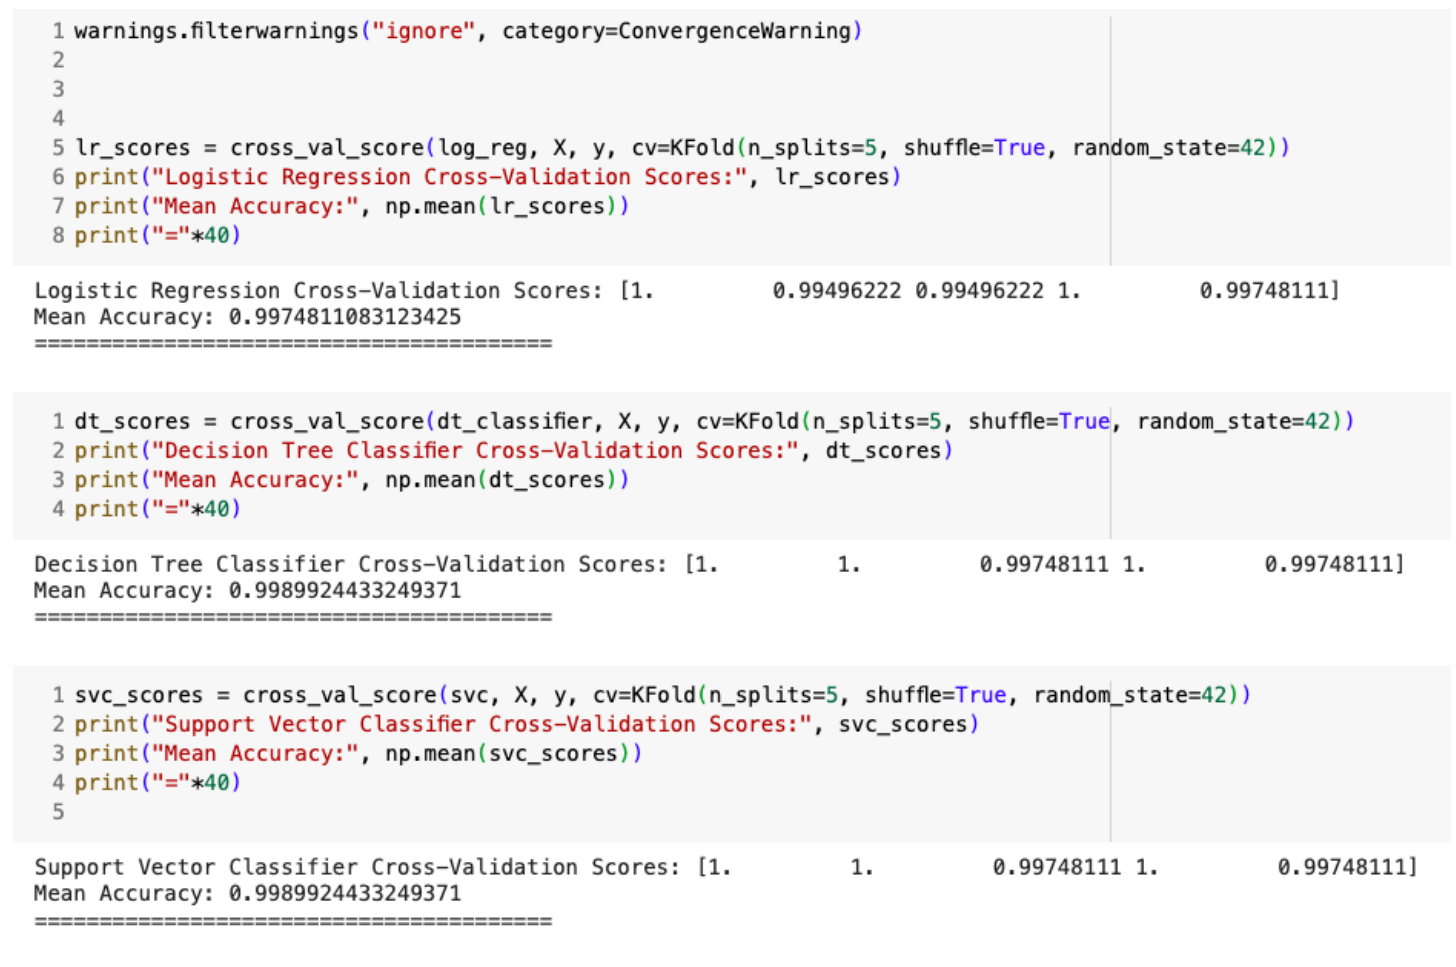 1 warnings.filterwarnings("ignore", category=ConvergenceWarning)
2
3
4
5 lr_scores = cross_val_score(log_reg, X, y, cv=KFold(n_splits=5, shuffle=True, random_state=42))
6 print("Logistic Regression Cross-Validation Scores:", lr_scores)
7 print("Mean Accuracy:", np.mean(lr_scores))
8 print("="*40)
Logistic Regression Cross-Validation Scores: [1.         0.99496222 0.99496222 1.         0.99748111]
Mean Accuracy: 0.9974811083123425
========================================
1 dt_scores = cross_val_score(dt_classifier, X, y, cv=KFold(n_splits=5, shuffle=True, random_state=42))
2 print("Decision Tree Classifier Cross-Validation Scores:", dt_scores)
3 print("Mean Accuracy:", np.mean(dt_scores))
4 print("="*40)
Decision Tree Classifier Cross-Validation Scores: [1.         1.         0.99748111 1.         0.99748111]
Mean Accuracy: 0.9989924433249371
========================================
1 svc_scores = cross_val_score(svc, X, y, cv=KFold(n_splits=5, shuffle=True, random_state=42))
2 print("Support Vector Classifier Cross-Validation Scores:", svc_scores)
3 print("Mean Accuracy:", np.mean(svc_scores))
4 print("="*40)
5
Support Vector Classifier Cross-Validation Scores: [1.         1.         0.99748111 1.         0.99748111]
Mean Accuracy: 0.9989924433249371
========================================